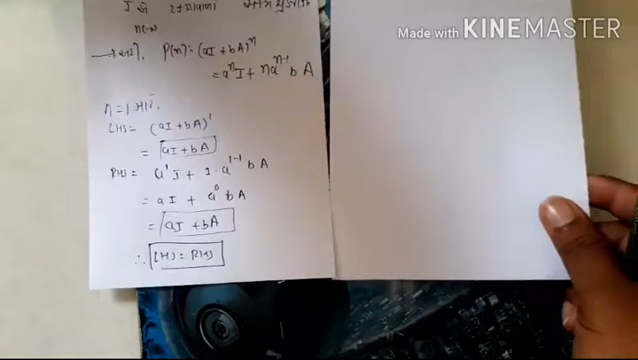 Made with KINEMASTER
I એ
P(n) : (aI + bA)ⁿ
= aⁿI + naⁿ⁻¹ b A
n = 1 માટે,
LHS = (aI + bA)¹
= aI + bA
RHS = a¹ I + 1. a¹⁻¹ b A
= aI + a⁰ b A
= aI + bA
∴ LHS = RHS